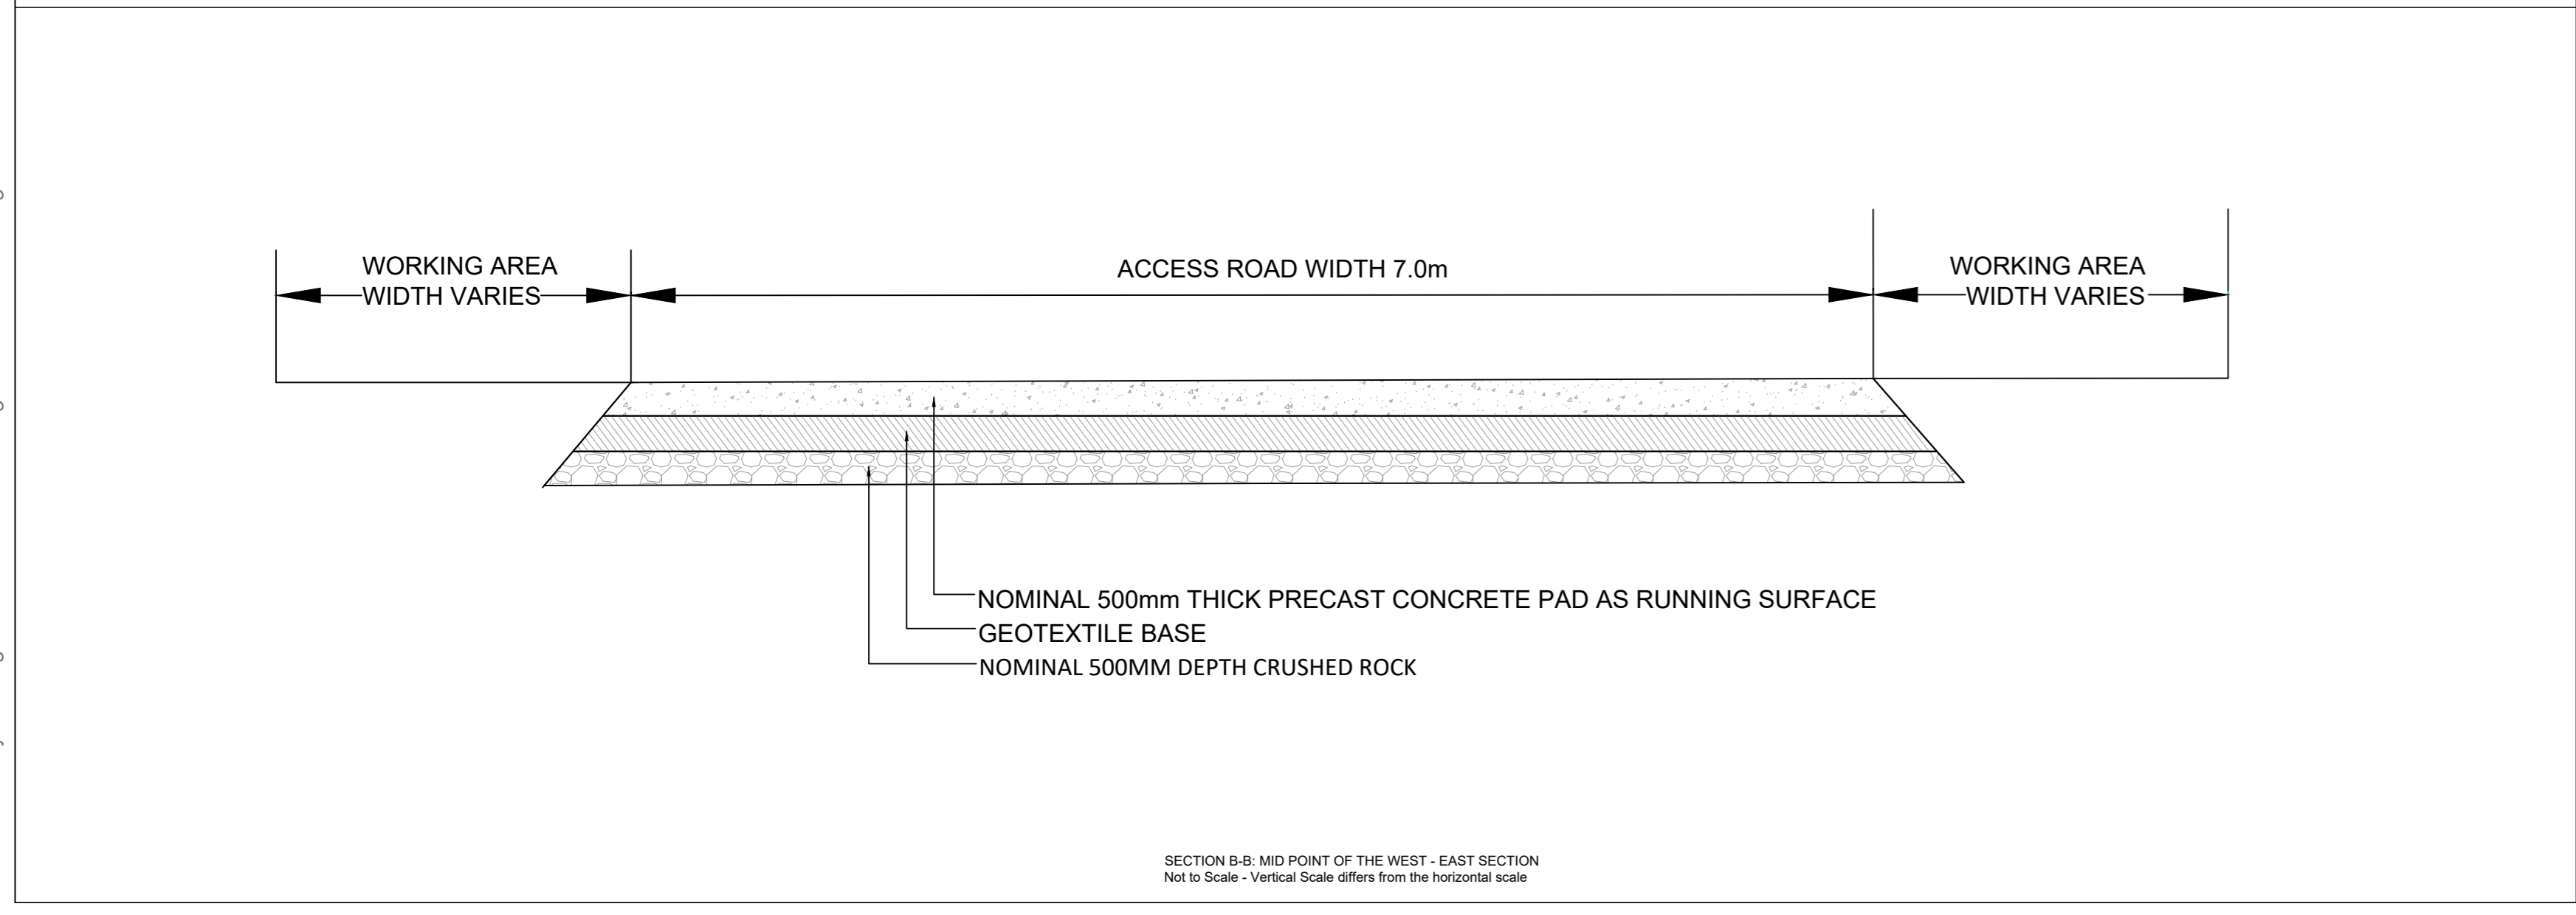 WORKING AREA
WIDTH VARIES
ACCESS ROAD WIDTH 7.0m
WORKING AREA
WIDTH VARIES
NOMINAL 500mm THICK PRECAST CONCRETE PAD AS RUNNING SURFACE
GEOTEXTILE BASE
NOMINAL 500MM DEPTH CRUSHED ROCK
SECTION B-B: MID POINT OF THE WEST - EAST SECTION
Not to Scale - Vertical Scale differs from the horizontal scale